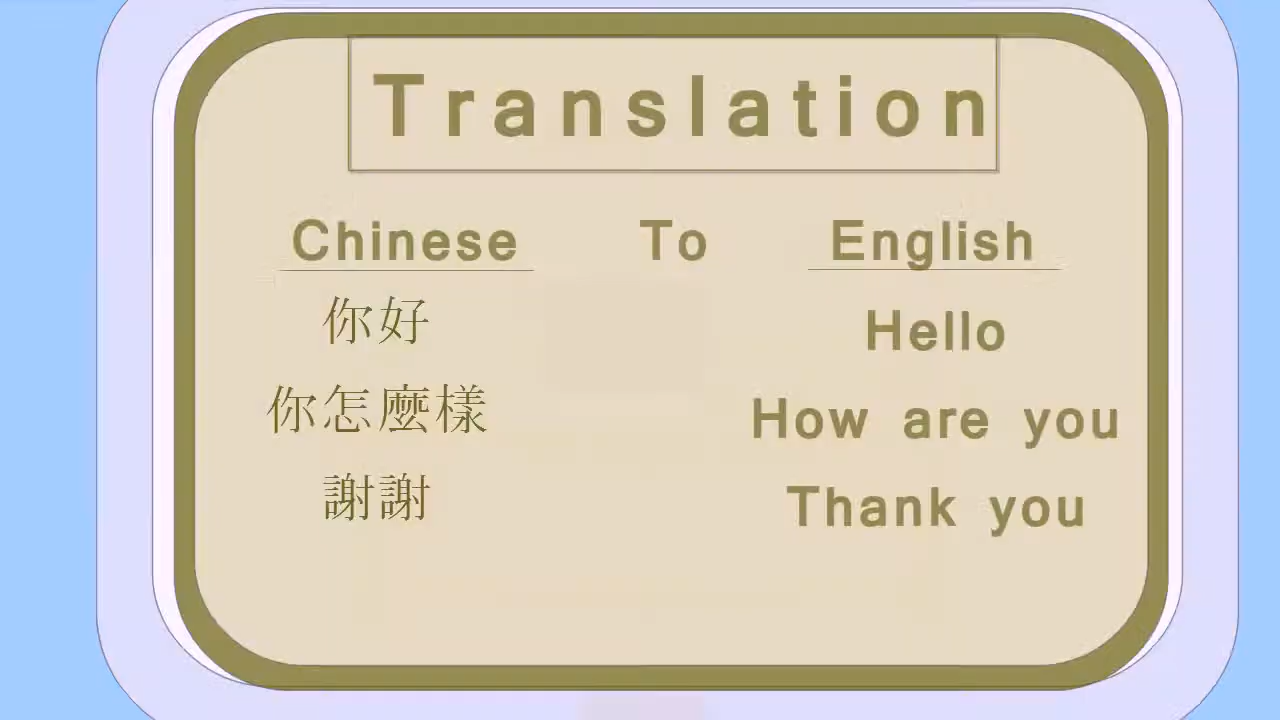 Translation
Chinese To English
你好 Hello
你怎麼樣 How are you
謝謝 Thank you